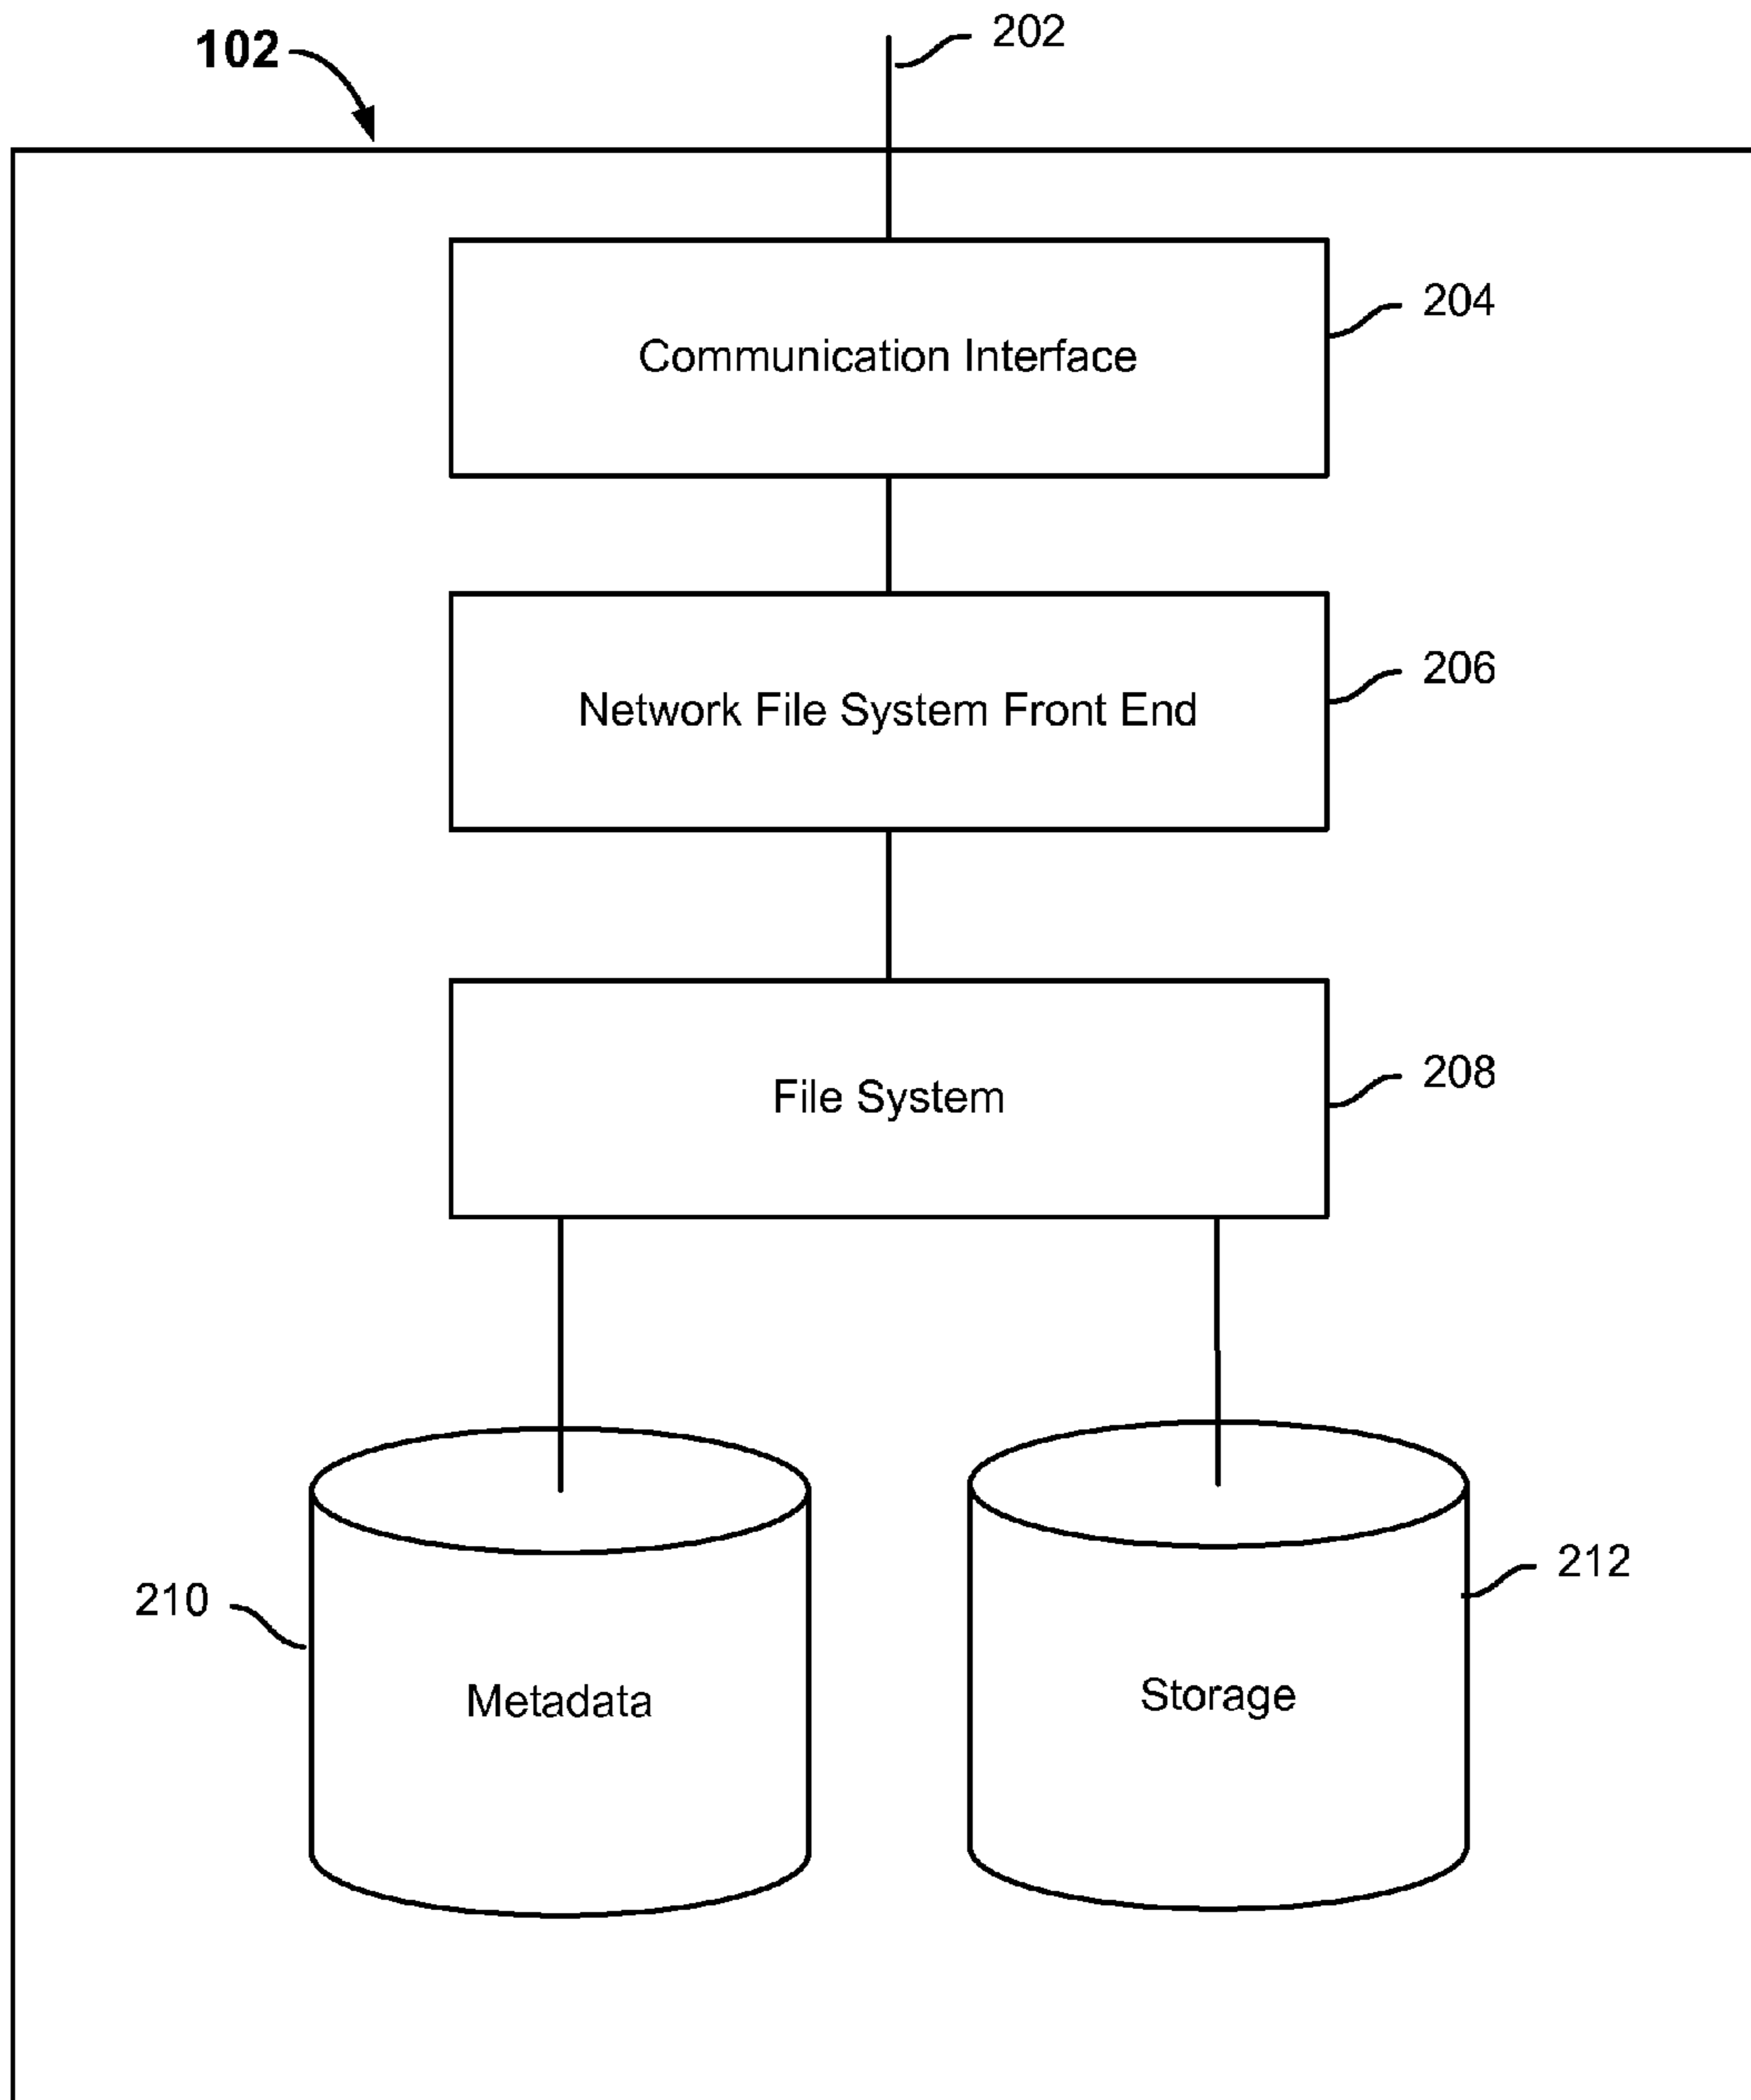 202
102
204
Communication Interface
206
Network File System Front End
208
File System
212
210
Metadata
Storage